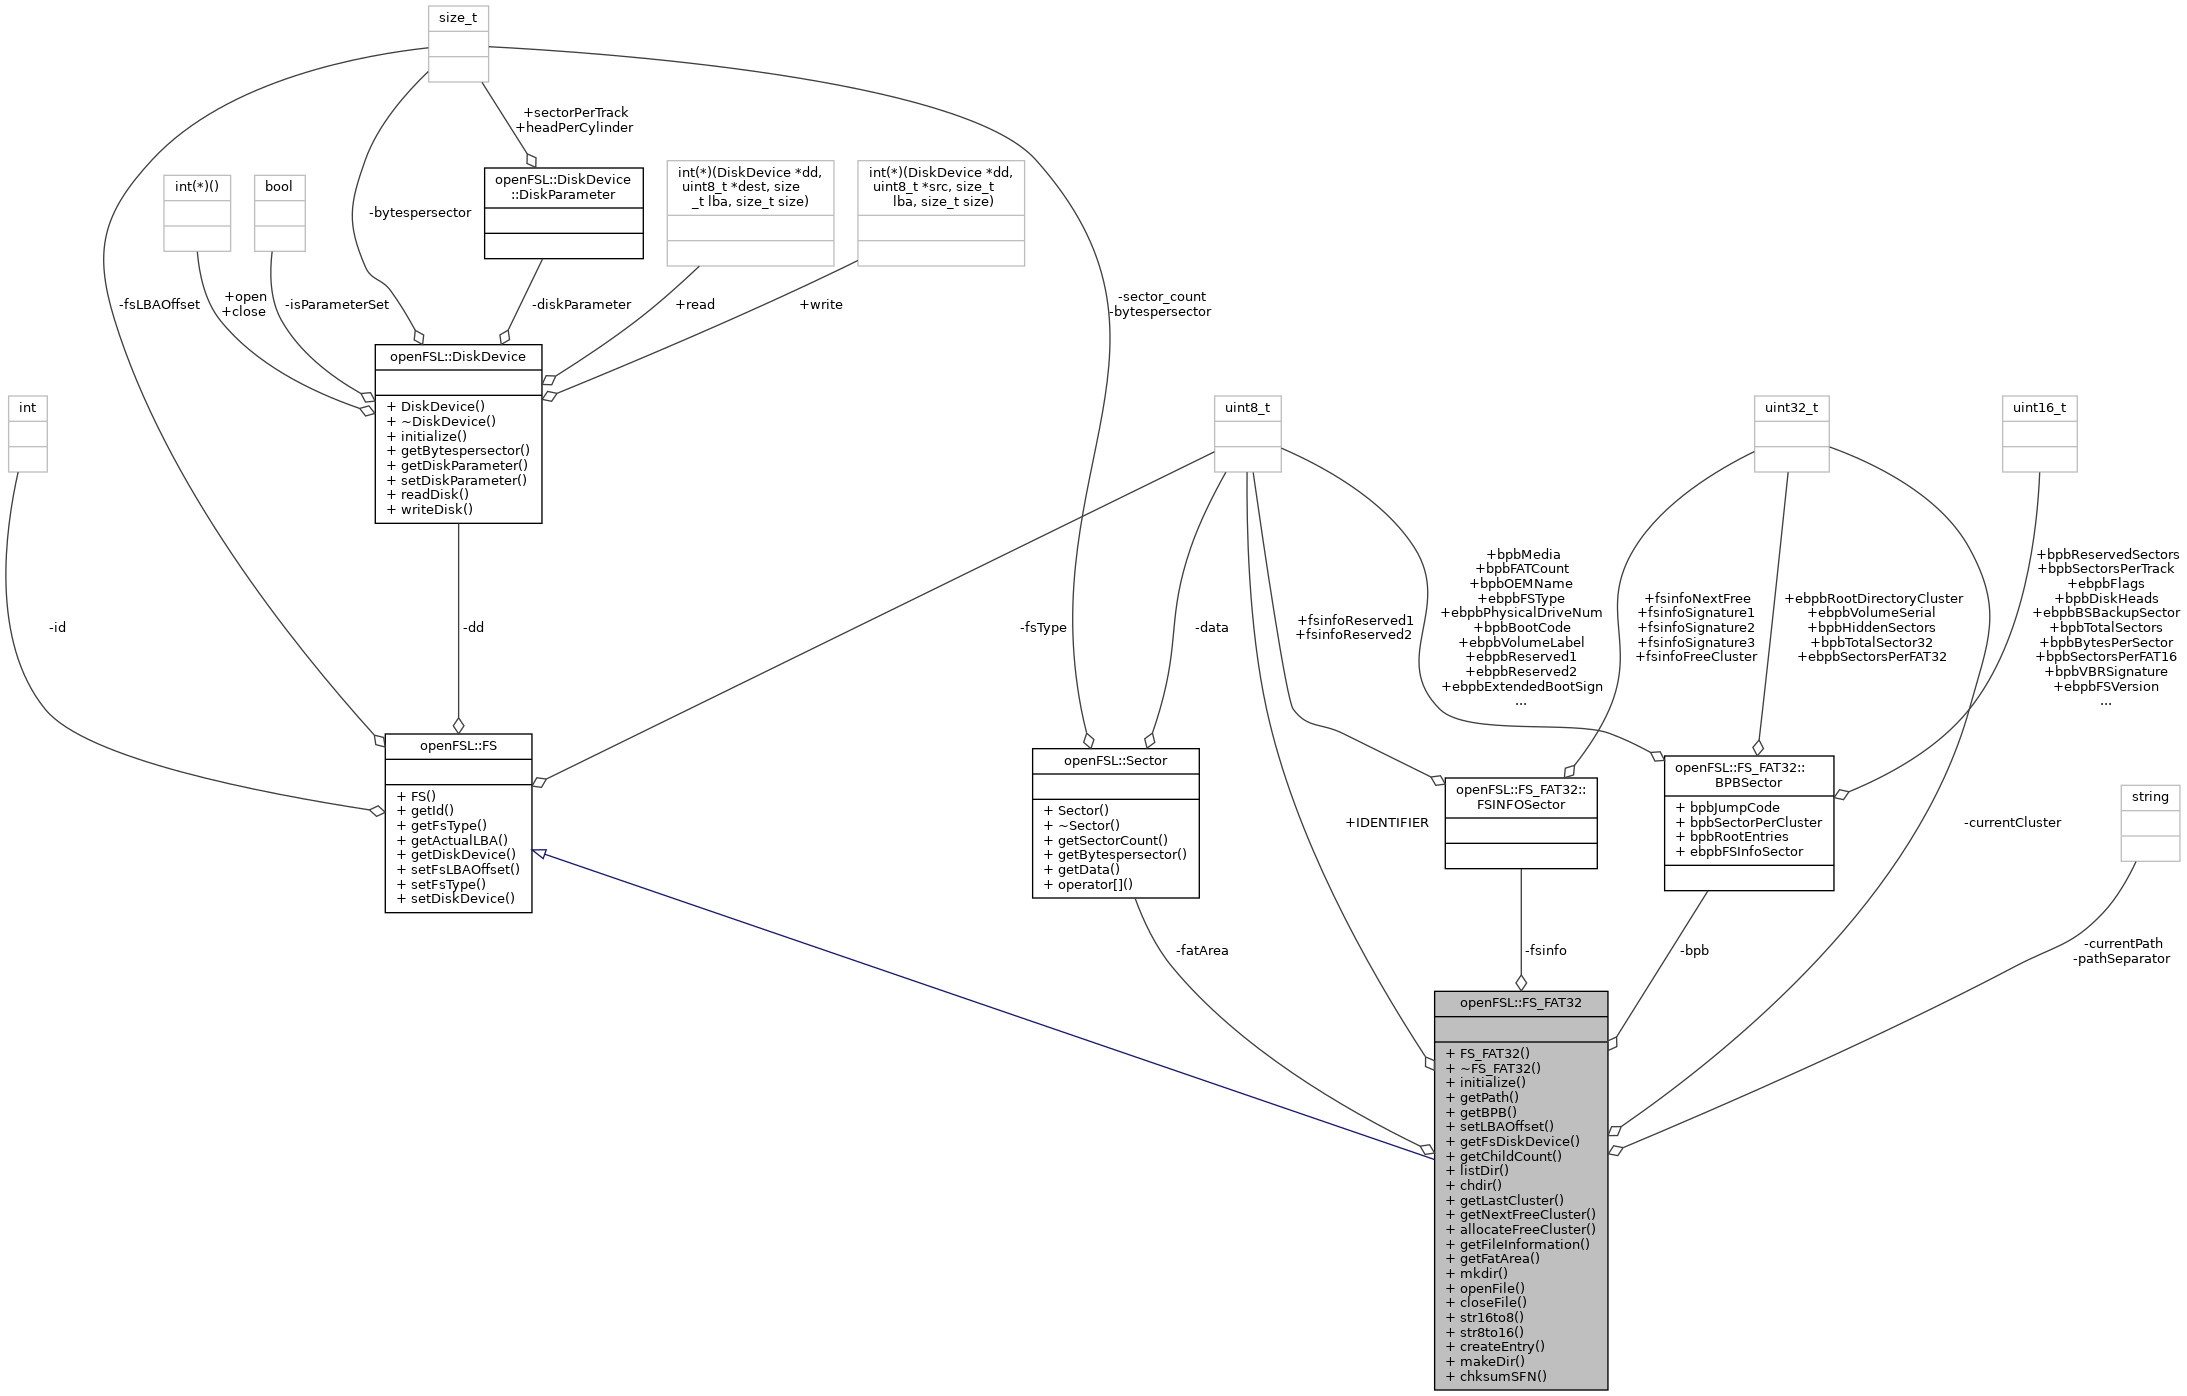 size_t
+sectorPerTrack
+headPerCylinder
int(*)()
bool
openFSL::DiskDevice
::DiskParameter
int(*)(DiskDevice *dd,
uint8_t *dest, size
_t lba, size_t size)
int(*)(DiskDevice *dd,
uint8_t *src, size_t
lba, size_t size)
-bytespersector
-fsLBAOffset
+open
+close
-isParameterSet
-diskParameter
+read
+write
-sector_count
-bytespersector
openFSL::DiskDevice
+ DiskDevice()
+ ~DiskDevice()
+ initialize()
+ getBytespersector()
+ getDiskParameter()
+ setDiskParameter()
+ readDisk()
+ writeDisk()
int
uint8_t
uint32_t
uint16_t
-id
-dd
-fsType
-data
+fsinfoReserved1
+fsinfoReserved2
+bpbMedia
+bpbFATCount
+bpbOEMName
+ebpbFSType
+ebpbPhysicalDriveNum
+bpbBootCode
+ebpbVolumeLabel
+ebpbReserved1
+ebpbReserved2
+ebpbExtendedBootSign
...
+fsinfoNextFree
+fsinfoSignature1
+fsinfoSignature2
+fsinfoSignature3
+fsinfoFreeCluster
+ebpbRootDirectoryCluster
+ebpbVolumeSerial
+bpbHiddenSectors
+bpbTotalSector32
+ebpbSectorsPerFAT32
+bpbReservedSectors
+bpbSectorsPerTrack
+ebpbFlags
+bpbDiskHeads
+ebpbBSBackupSector
+bpbTotalSectors
+bpbBytesPerSector
+bpbSectorsPerFAT16
+bpbVBRSignature
+ebpbFSVersion
...
openFSL::FS
+ FS()
+ getId()
+ getFsType()
+ getActualLBA()
+ getDiskDevice()
+ setFsLBAOffset()
+ setFsType()
+ setDiskDevice()
openFSL::Sector
+ Sector()
+ ~Sector()
+ getSectorCount()
+ getBytespersector()
+ getData()
+ operator[]()
+IDENTIFIER
openFSL::FS_FAT32::
FSINFOSector
openFSL::FS_FAT32::
BPBSector
+ bpbJumpCode
+ bpbSectorPerCluster
+ bpbRootEntries
+ ebpbFSInfoSector
-currentCluster
string
-fatArea
-fsinfo
-bpb
-currentPath
-pathSeparator
openFSL::FS_FAT32
+ FS_FAT32()
+ ~FS_FAT32()
+ initialize()
+ getPath()
+ getBPB()
+ setLBAOffset()
+ getFsDiskDevice()
+ getChildCount()
+ listDir()
+ chdir()
+ getLastCluster()
+ getNextFreeCluster()
+ allocateFreeCluster()
+ getFileInformation()
+ getFatArea()
+ mkdir()
+ openFile()
+ closeFile()
+ str16to8()
+ str8to16()
+ createEntry()
+ makeDir()
+ chksumSFN()